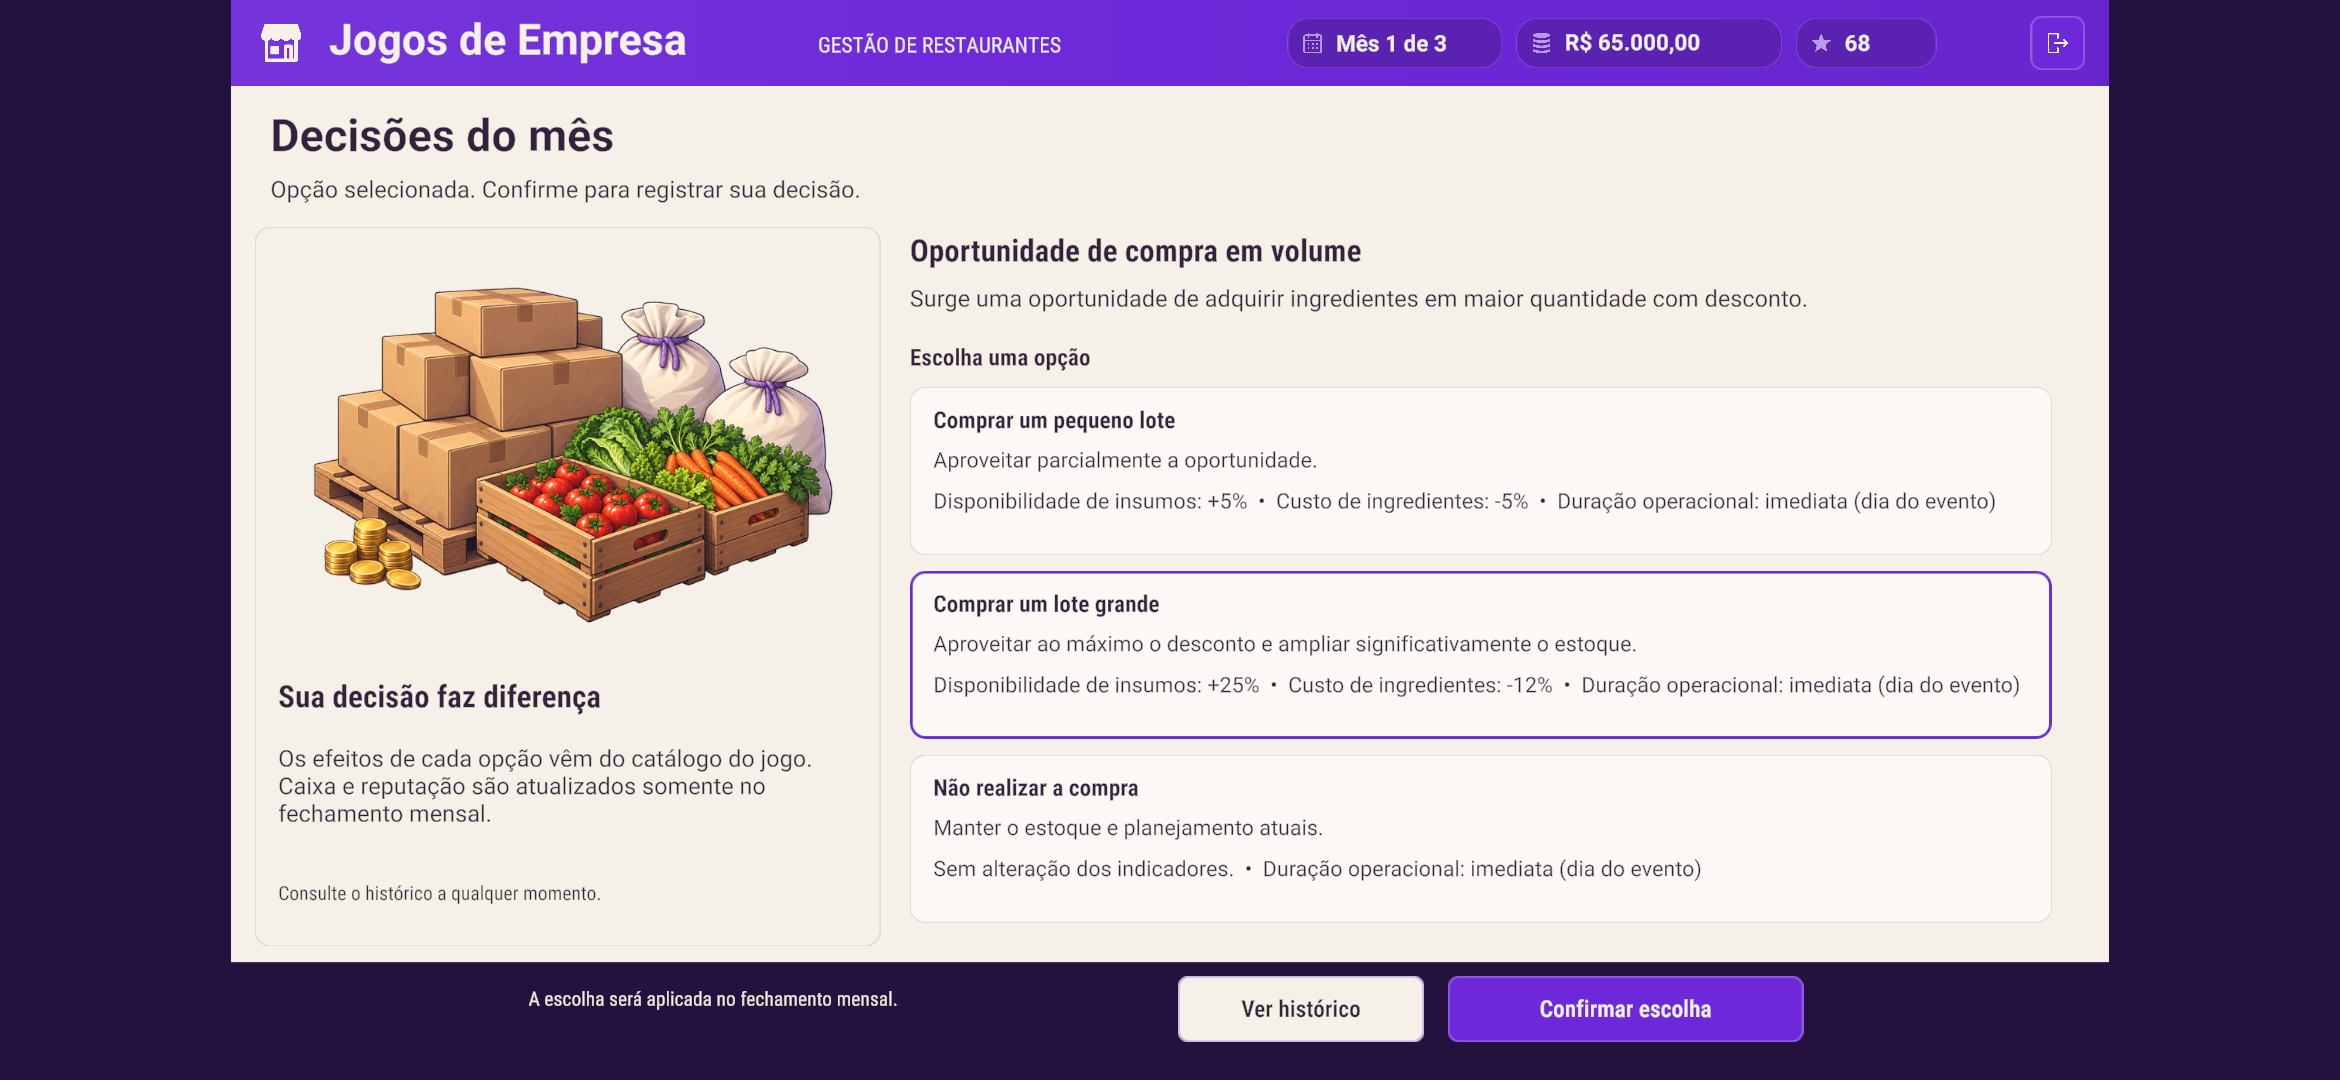 Jogos de Empresa
GESTÃO DE RESTAURANTES
Mês 1 de 3
R$ 65.000,00
68
Decisões do mês
Opção selecionada. Confirme para registrar sua decisão.
Sua decisão faz diferença
Os efeitos de cada opção vêm do catálogo do jogo.
Caixa e reputação são atualizados somente no
fechamento mensal.
Consulte o histórico a qualquer momento.
Oportunidade de compra em volume
Surge uma oportunidade de adquirir ingredientes em maior quantidade com desconto.
Escolha uma opção
Comprar um pequeno lote
Aproveitar parcialmente a oportunidade.
Disponibilidade de insumos: +5% • Custo de ingredientes: -5% • Duração operacional: imediata (dia do evento)
Comprar um lote grande
Aproveitar ao máximo o desconto e ampliar significativamente o estoque.
Disponibilidade de insumos: +25% • Custo de ingredientes: -12% • Duração operacional: imediata (dia do evento)
Não realizar a compra
Manter o estoque e planejamento atuais.
Sem alteração dos indicadores. • Duração operacional: imediata (dia do evento)
A escolha será aplicada no fechamento mensal.
Ver histórico
Confirmar escolha